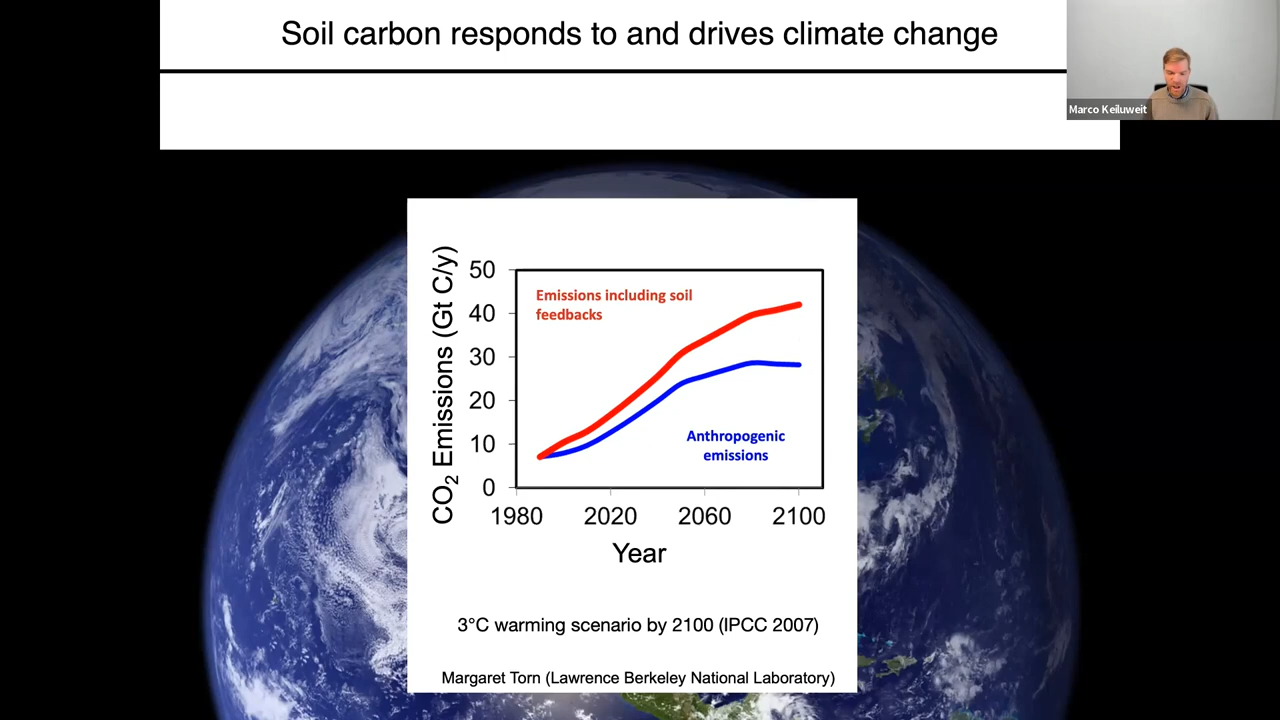 Soil carbon responds to and drives climate change
Marco Keiluweit
CO2 Emissions (Gt C/y)
50
40
30
20
10
0
Emissions including soil
feedbacks
Anthropogenic
emissions
1980 2020 2060 2100
Year
3°C warming scenario by 2100 (IPCC 2007)
Margaret Torn (Lawrence Berkeley National Laboratory)